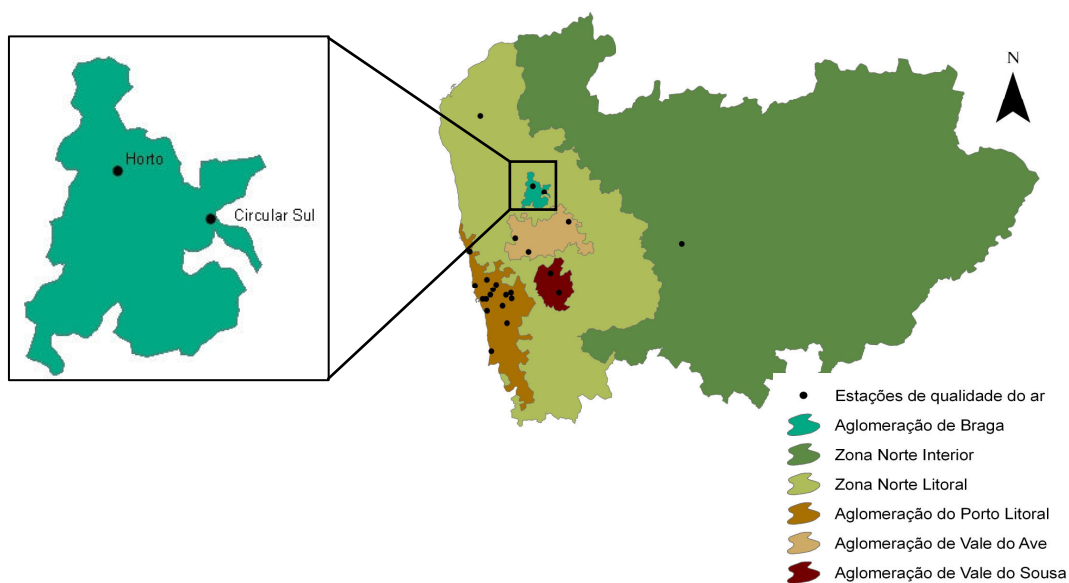 Horto
Circular Sul
N
Estações de qualidade do ar
Aglomeração de Braga
Zona Norte Interior
Zona Norte Litoral
Aglomeração do Porto Litoral
Aglomeração de Vale do Ave
Aglomeração de Vale do Sousa